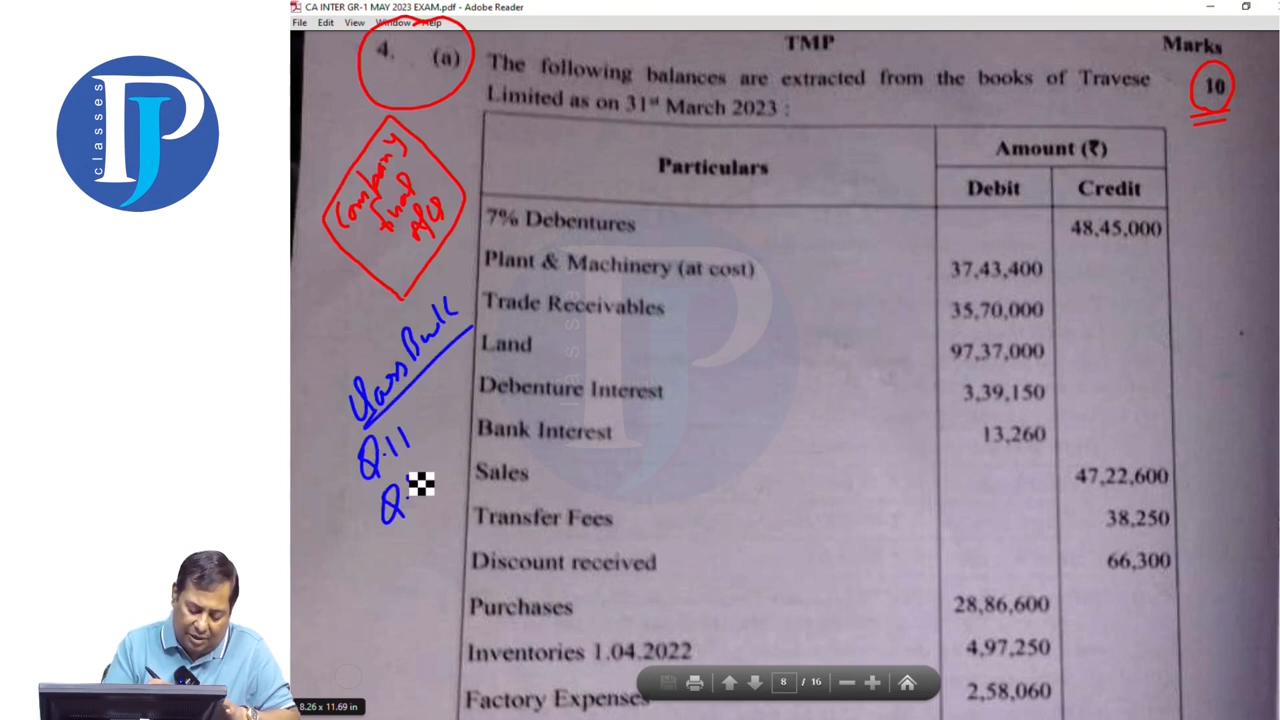 CA INTER GR-1 MAY 2023 EXAM.pdf - Adobe Reader
File Edit View Window Help
classes
PJ
TMP
Marks
4. (a) The following balances are extracted from the books of Travese
Limited as on 31st March 2023 :
10
Company
final
Class Book
Q.11
Q.
Particulars
Amount (₹)
Debit Credit
7% Debentures 48,45,000
Plant & Machinery (at cost) 37,43,400
Trade Receivables 35,70,000
Land 97,37,000
Debenture Interest 3,39,150
Bank Interest 13,260
Sales 47,22,600
Transfer Fees 38,250
Discount received 66,300
Purchases 28,86,600
Inventories 1.04.2022 4,97,250
Factory Expenses 2,58,060
8 / 16
8.26 x 11.69 in